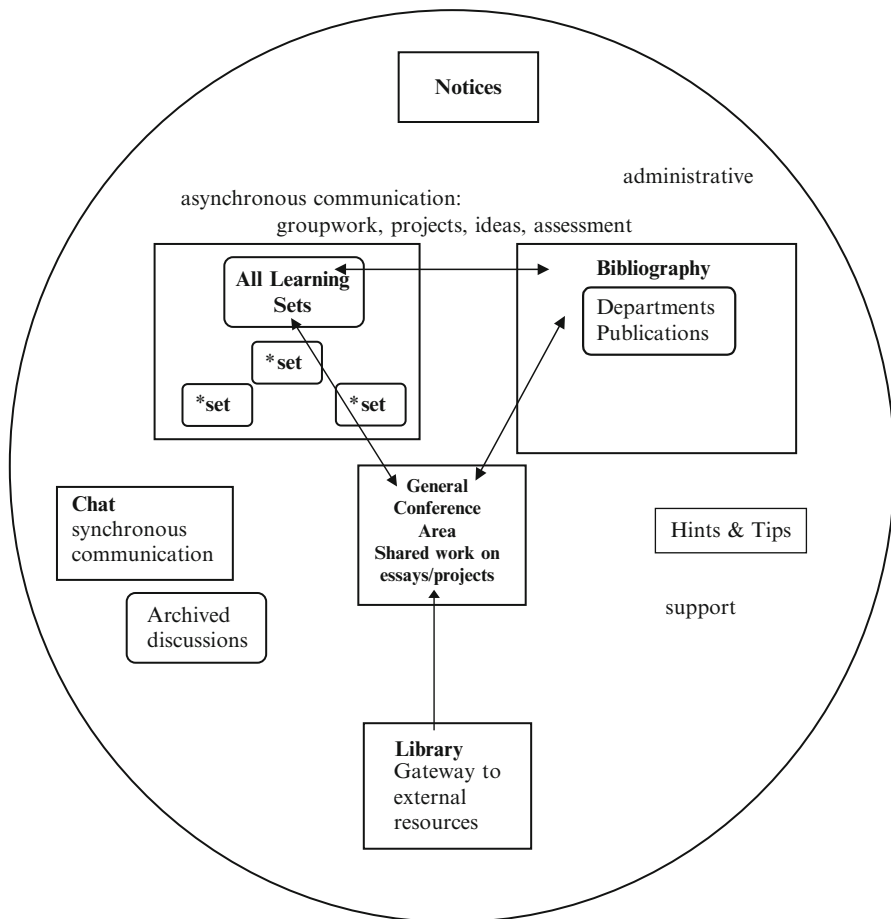 Notices
administrative
asynchronous communication:
groupwork, projects, ideas, assessment
All Learning
Sets
*set
*set
*set
Bibliography
Departments
Publications
General
Conference
Area
Shared work on
essays/projects
Chat
synchronous
communication
Archived
discussions
Hints & Tips
support
Library
Gateway to
external
resources